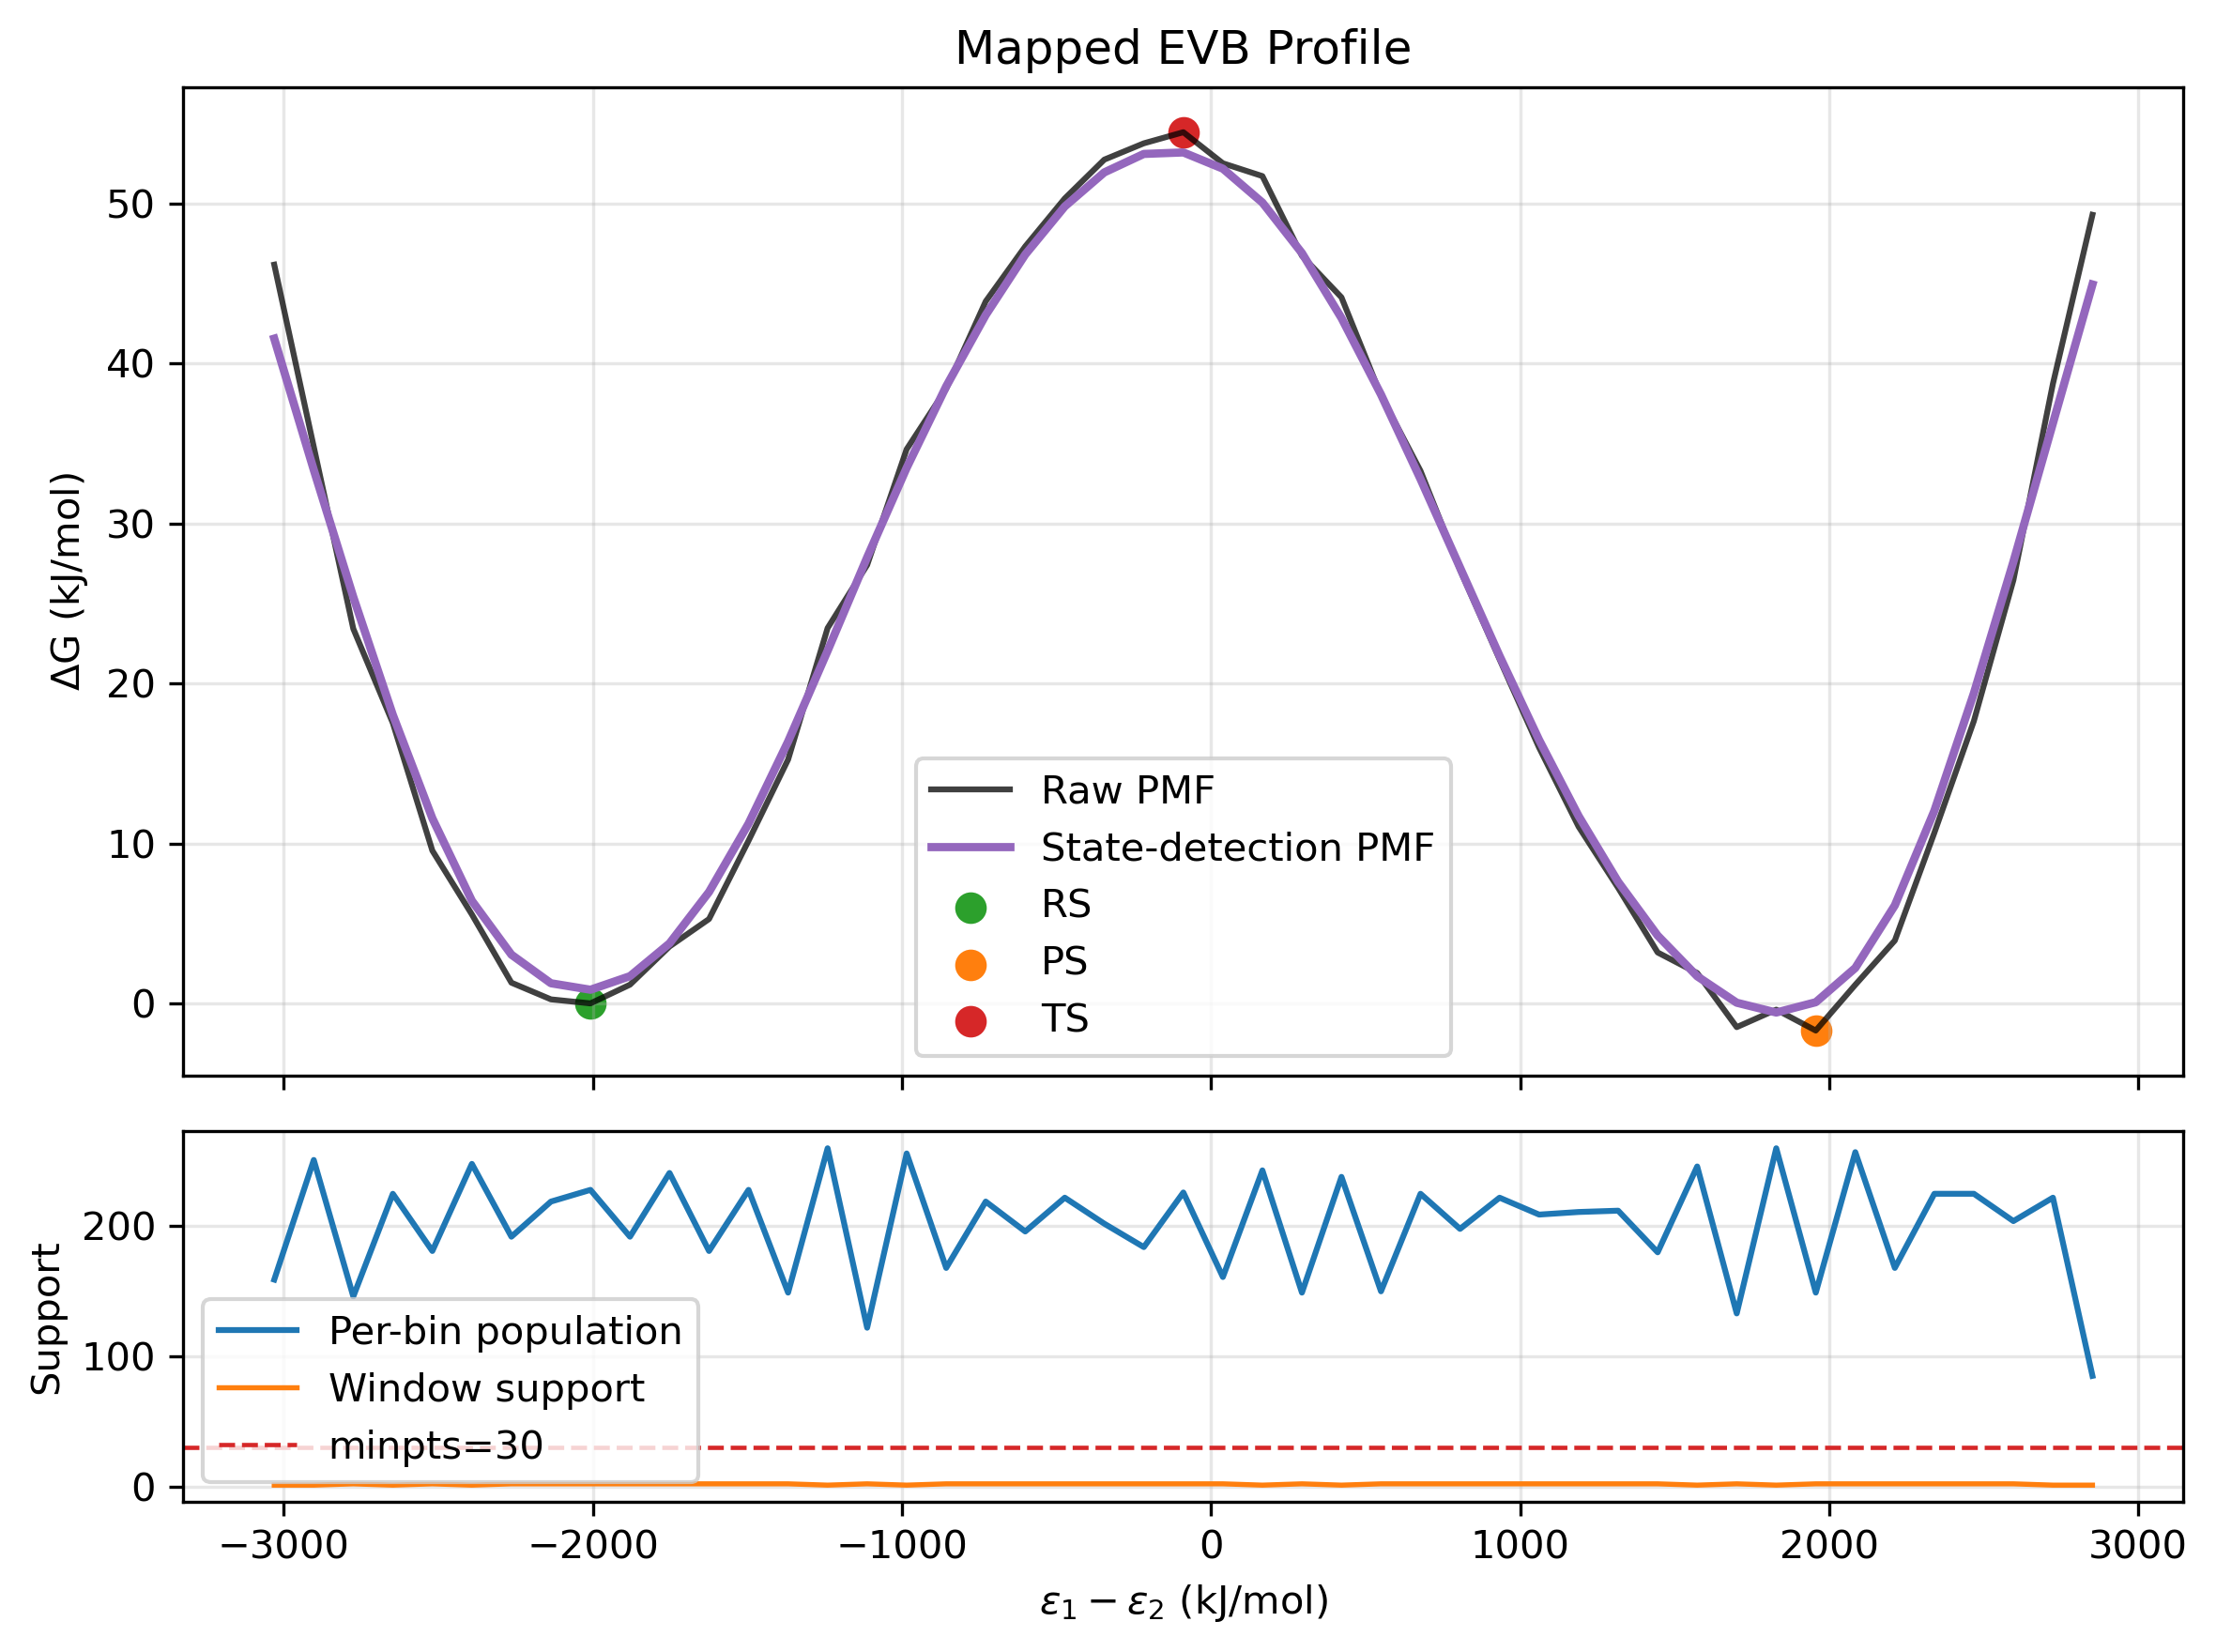 Mapped EVB Profile
ΔG (kJ/mol)
50
40
30
20
10
0
Raw PMF
State-detection PMF
RS
PS
TS
Support
200
100
0
Per-bin population
Window support
minpts=30
−3000 −2000 −1000 0 1000 2000 3000
ε₁ − ε₂ (kJ/mol)